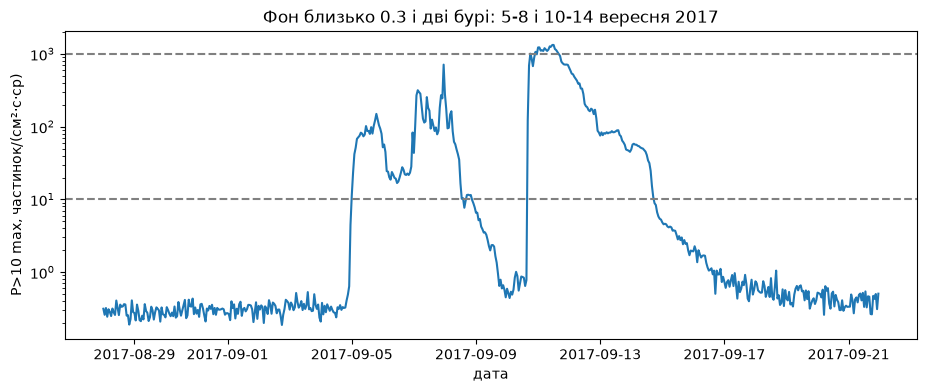 Фон близько 0.3 і дві бурі: 5-8 і 10-14 вересня 2017
P>10 max, частинок/(см²·с·ср)
10³
10²
10¹
10⁰
2017-08-29 2017-09-01 2017-09-05 2017-09-09 2017-09-13 2017-09-17 2017-09-21
дата